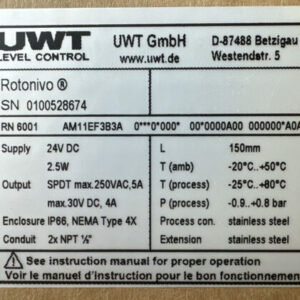 UWT UWT GmbH D-87488 Betzigau
LEVEL CONTROL www.uwt.de Westendstr. 5
Rotonivo ®
SN 0100528674
RN 6001 AM11EF3B3A 0***0*000* 00*0000A00 000000*A0A
Supply 24V DC L 150mm
2.5W T (amb) -20°C..+50°C
Output SPDT max.250VAC,5A T (process) -25°C..+80°C
max.30V DC, 4A P (process) -0.9..+0.8 bar
Enclosure IP66, NEMA Type 4X Process con. stainless steel
Conduit 2x NPT ½" Extension stainless steel
See instruction manual for proper operation
Voir le manuel d'instruction pour le bon fonctionnement